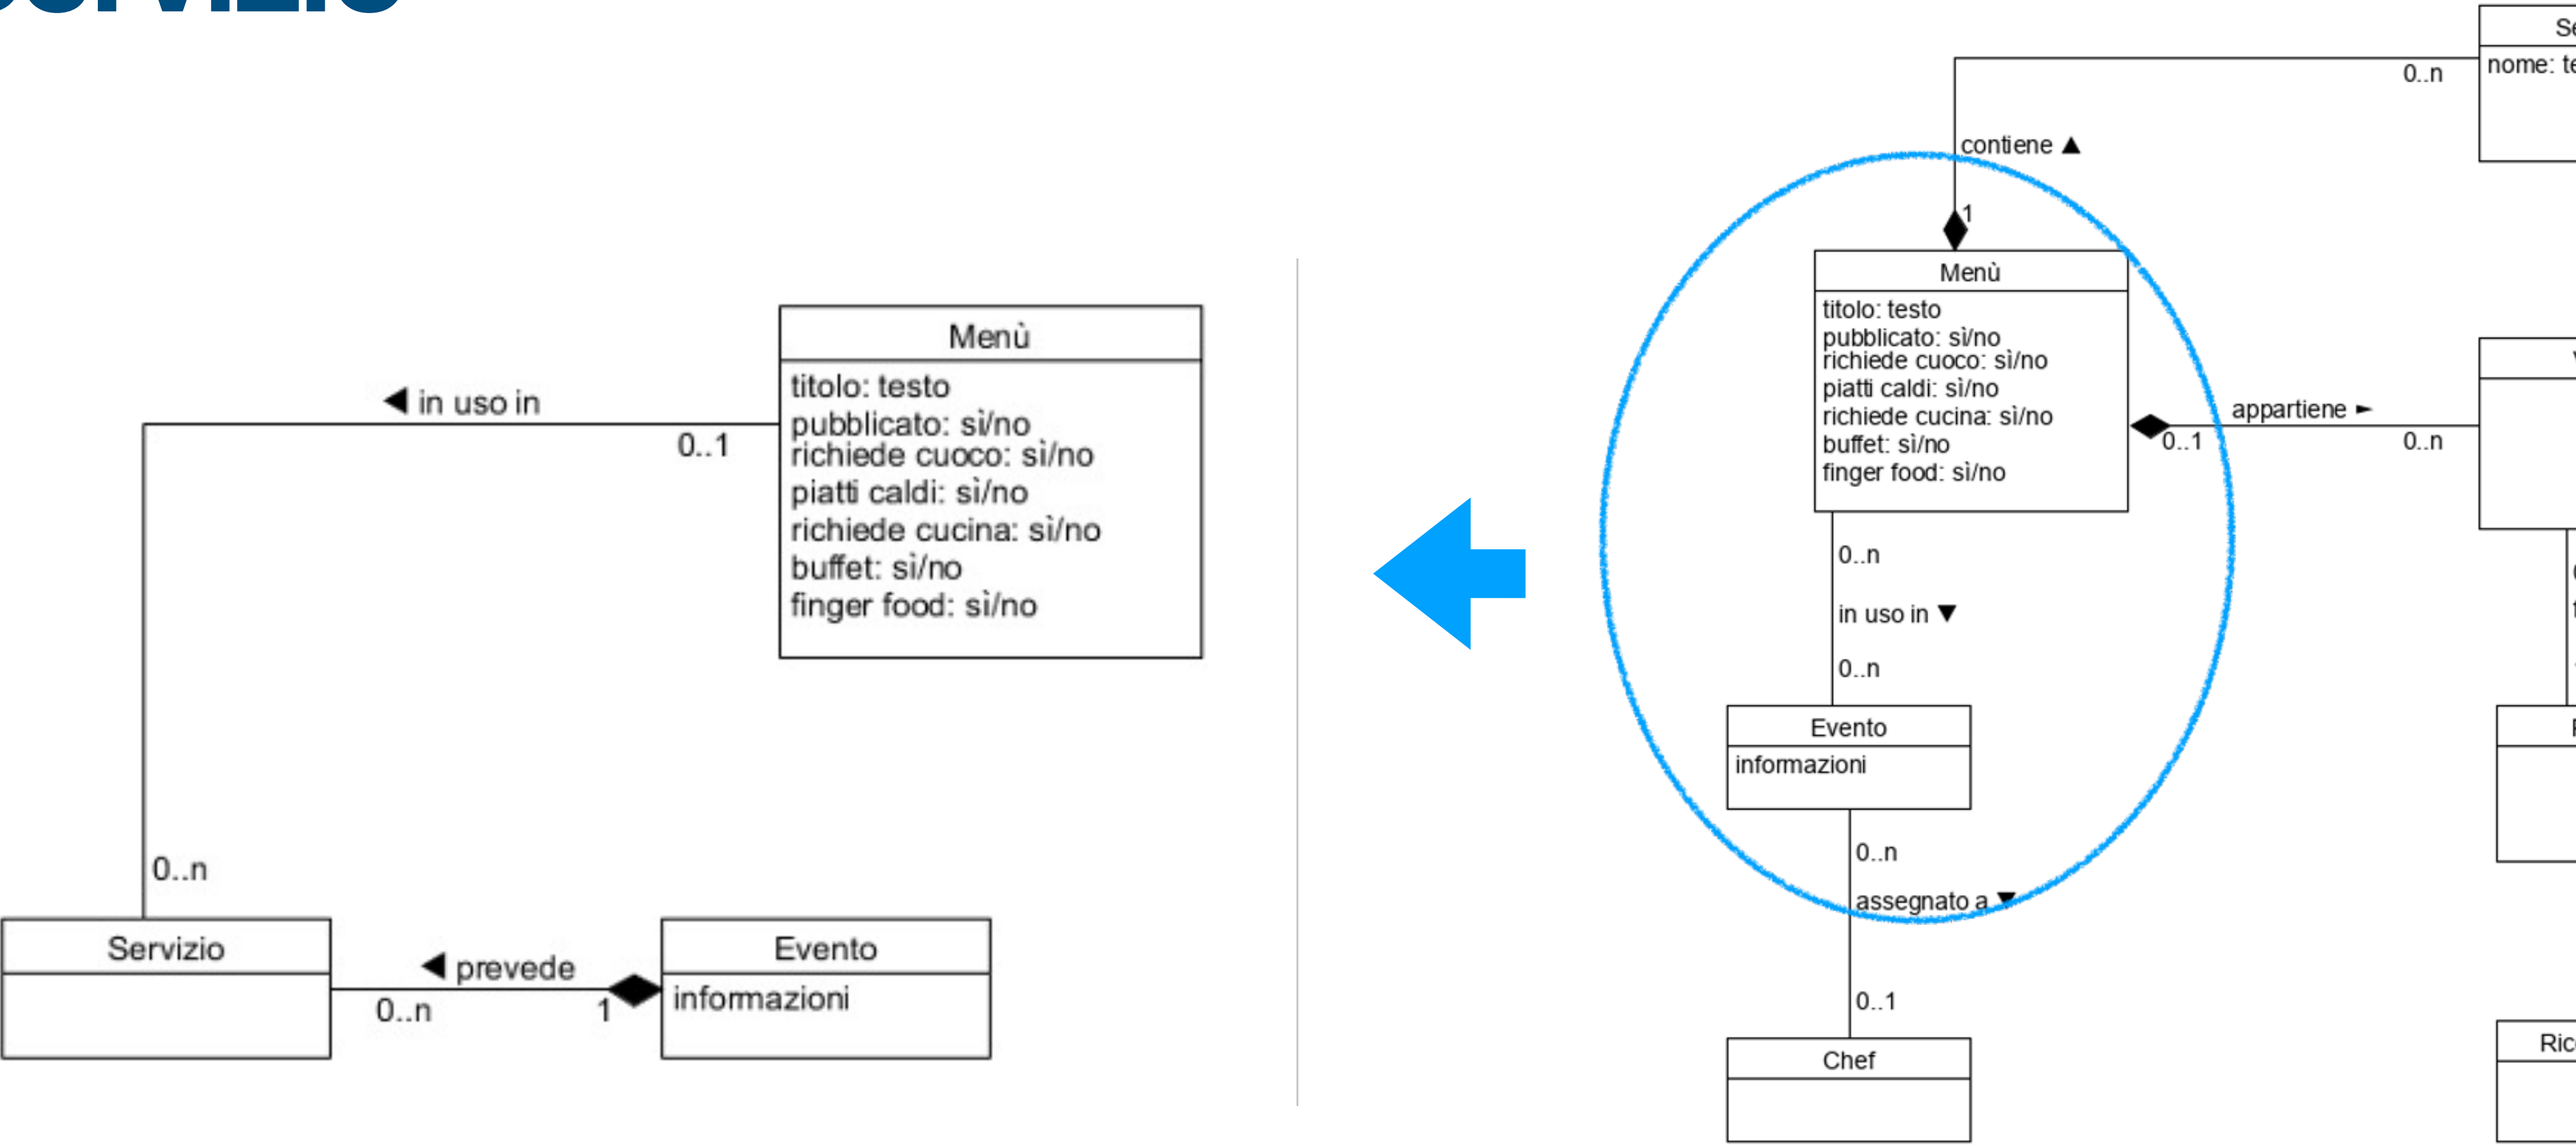 in uso in
0..1
Menù
titolo: testo
pubblicato: sì/no
richiede cuoco: sì/no
piatti caldi: sì/no
richiede cucina: sì/no
buffet: sì/no
finger food: sì/no
0..n
Servizio
prevede
0..n
1
Evento
informazioni
0..n
nome:
contiene
1
Menù
titolo: testo
pubblicato: sì/no
richiede cuoco: sì/no
piatti caldi: sì/no
richiede cucina: sì/no
buffet: sì/no
finger food: sì/no
appartiene
0..1
0..n
0..n
in uso in
0..n
Evento
informazioni
0..n
assegnato a
0..1
Chef